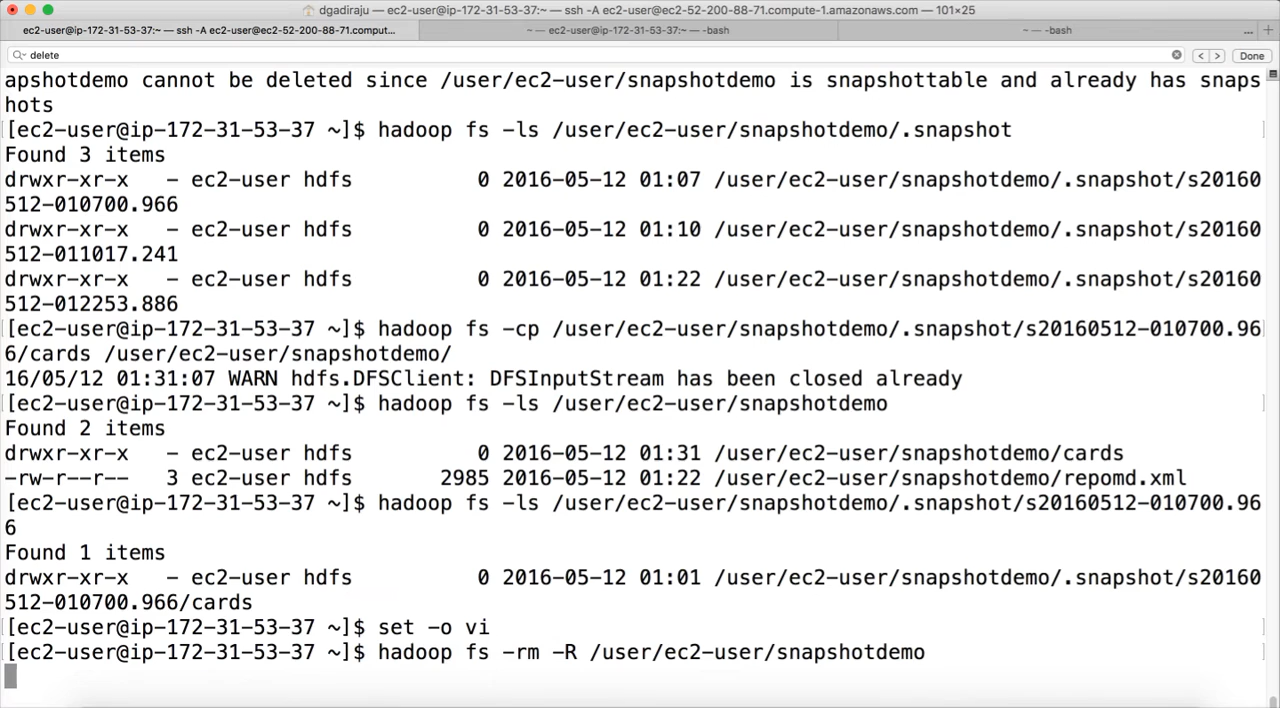 dgadiraju — ec2-user@ip-172-31-53-37:~ — ssh -A ec2-user@ec2-52-200-88-71.compute-1.amazonaws.com — 101×25
ec2-user@ip-172-31-53-37:~ — ssh -A ec2-user@ec2-52-200-88-71.comput... ~ — ec2-user@ip-172-31-53-37:~ — -bash ~ — -bash ... +
delete < > Done
apshotdemo cannot be deleted since /user/ec2-user/snapshotdemo is snapshottable and already has snaps
hots
[ec2-user@ip-172-31-53-37 ~]$ hadoop fs -ls /user/ec2-user/snapshotdemo/.snapshot
Found 3 items
drwxr-xr-x - ec2-user hdfs 0 2016-05-12 01:07 /user/ec2-user/snapshotdemo/.snapshot/s20160
512-010700.966
drwxr-xr-x - ec2-user hdfs 0 2016-05-12 01:10 /user/ec2-user/snapshotdemo/.snapshot/s20160
512-011017.241
drwxr-xr-x - ec2-user hdfs 0 2016-05-12 01:22 /user/ec2-user/snapshotdemo/.snapshot/s20160
512-012253.886
[ec2-user@ip-172-31-53-37 ~]$ hadoop fs -cp /user/ec2-user/snapshotdemo/.snapshot/s20160512-010700.96
6/cards /user/ec2-user/snapshotdemo/
16/05/12 01:31:07 WARN hdfs.DFSClient: DFSInputStream has been closed already
[ec2-user@ip-172-31-53-37 ~]$ hadoop fs -ls /user/ec2-user/snapshotdemo
Found 2 items
drwxr-xr-x - ec2-user hdfs 0 2016-05-12 01:31 /user/ec2-user/snapshotdemo/cards
-rw-r--r-- 3 ec2-user hdfs 2985 2016-05-12 01:22 /user/ec2-user/snapshotdemo/repomd.xml
[ec2-user@ip-172-31-53-37 ~]$ hadoop fs -ls /user/ec2-user/snapshotdemo/.snapshot/s20160512-010700.96
6
Found 1 items
drwxr-xr-x - ec2-user hdfs 0 2016-05-12 01:01 /user/ec2-user/snapshotdemo/.snapshot/s20160
512-010700.966/cards
[ec2-user@ip-172-31-53-37 ~]$ set -o vi
[ec2-user@ip-172-31-53-37 ~]$ hadoop fs -rm -R /user/ec2-user/snapshotdemo